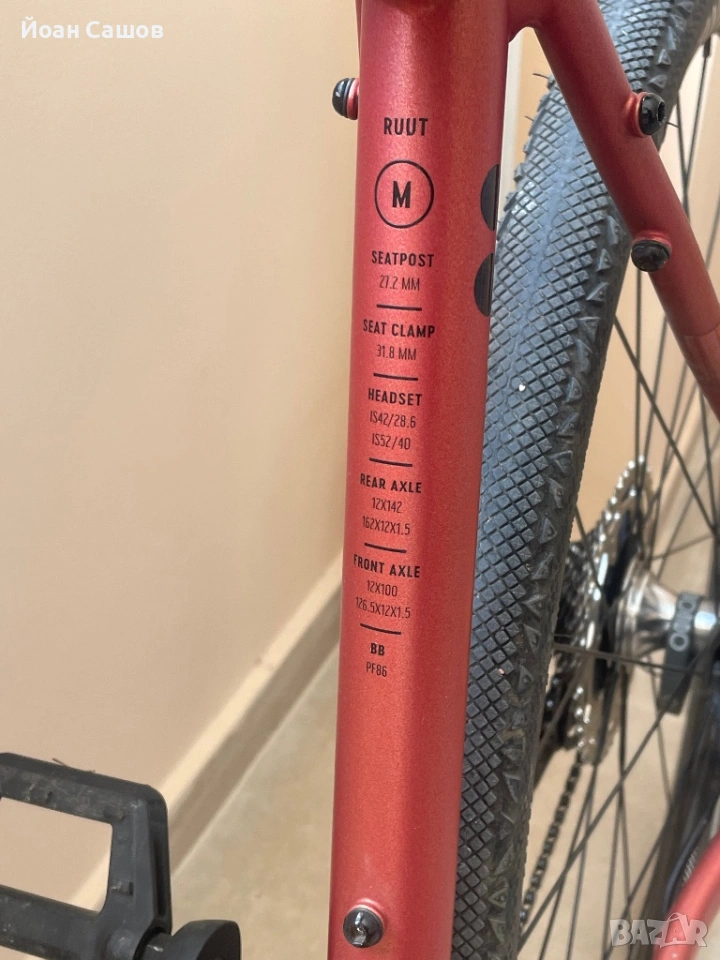 Йоан Сашов
RUUT
M
SEATPOST
27.2 MM
SEAT CLAMP
31.8 MM
HEADSET
IS42/28.6
IS52/40
REAR AXLE
12X142
162X12X1.5
FRONT AXLE
12X100
126.5X12X1.5
BB
PF86
BAZAR